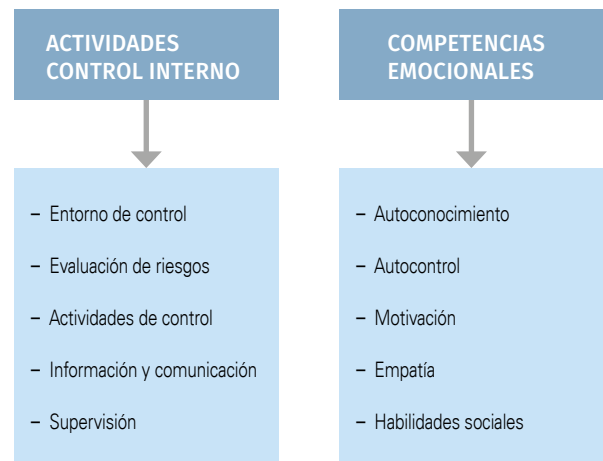 ACTIVIDADES
CONTROL INTERNO
– Entorno de control
– Evaluación de riesgos
– Actividades de control
– Información y comunicación
– Supervisión
COMPETENCIAS
EMOCIONALES
– Autoconocimiento
– Autocontrol
– Motivación
– Empatía
– Habilidades sociales